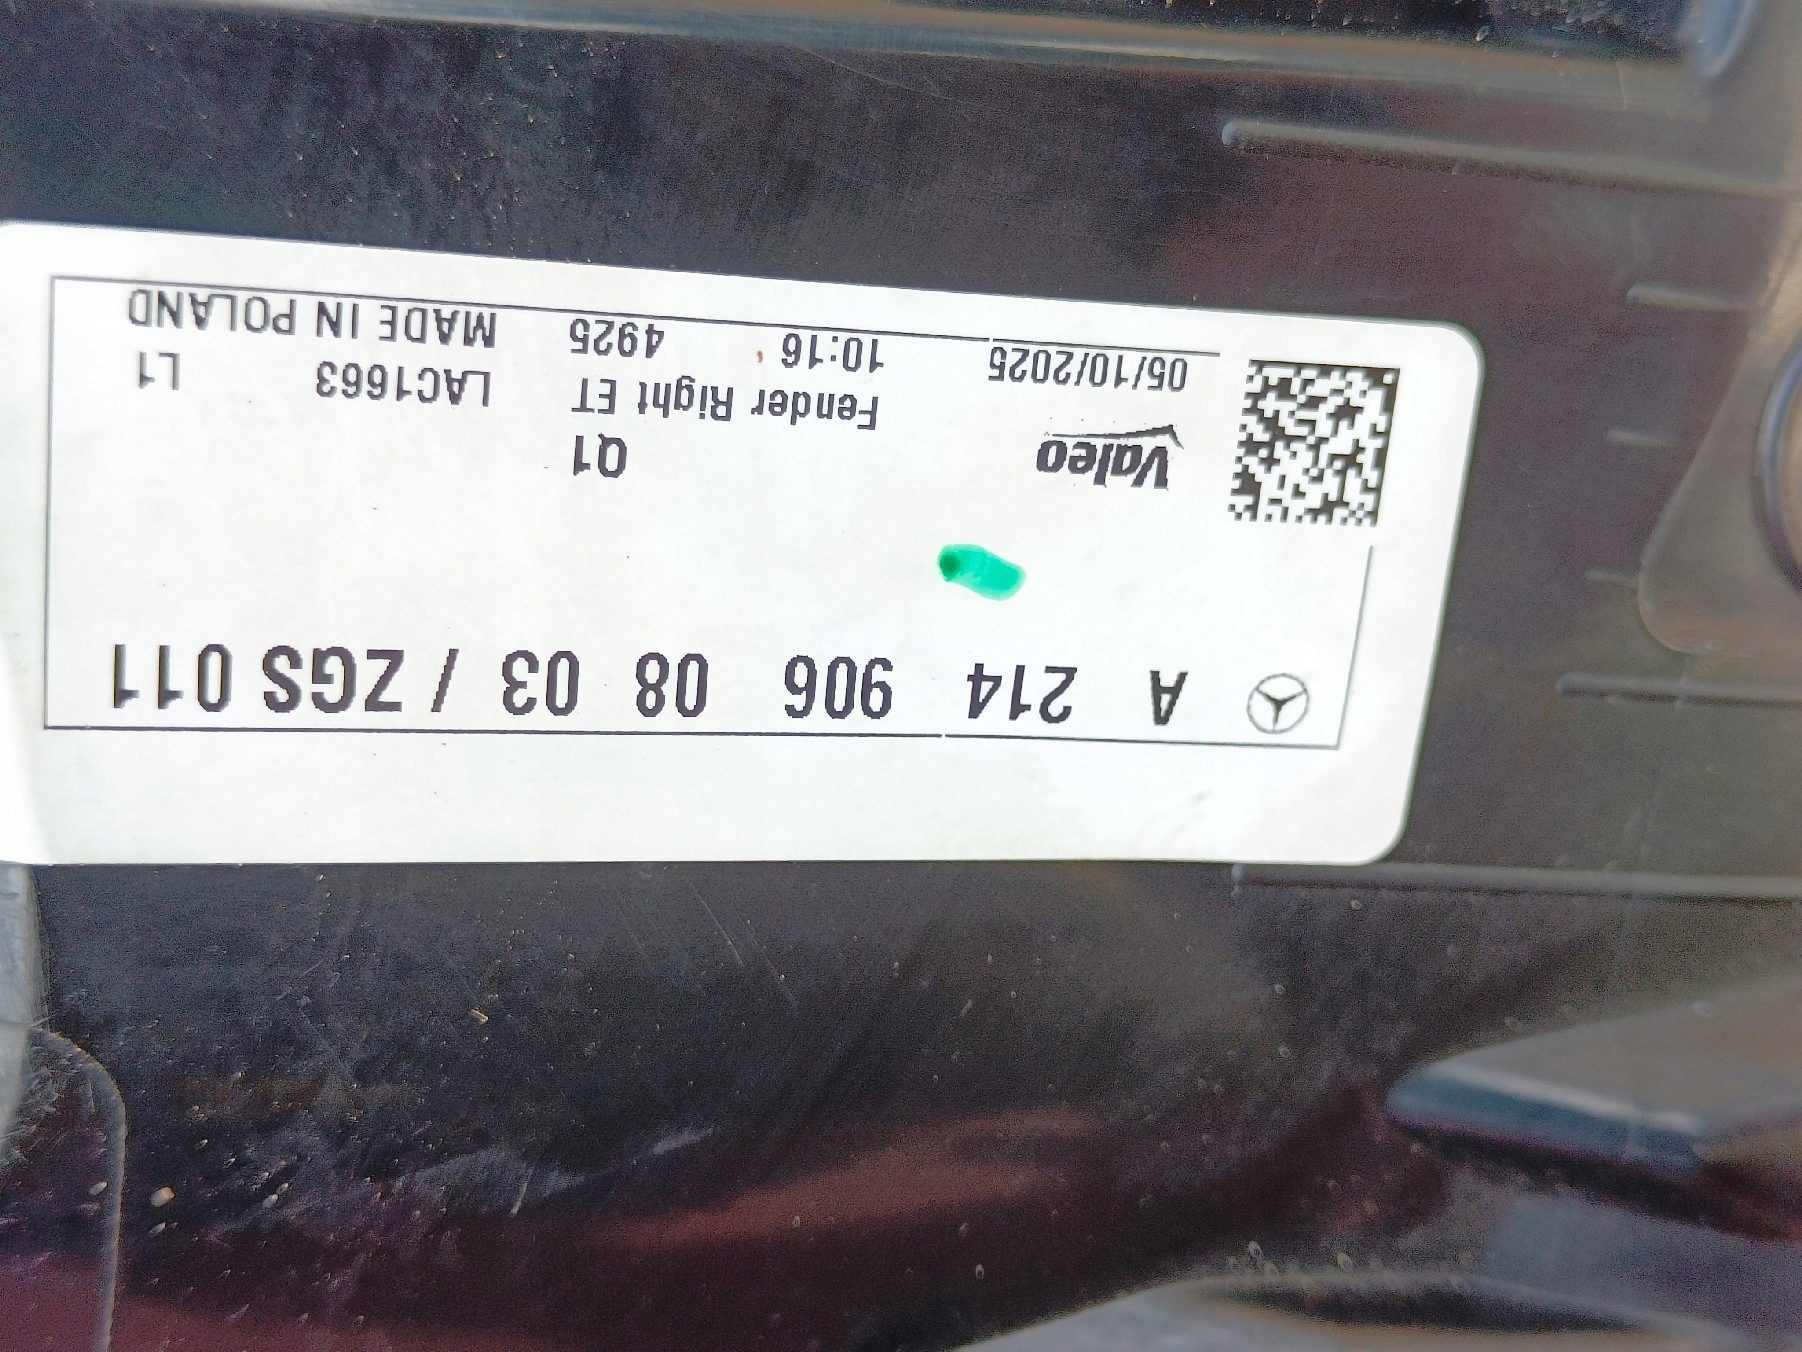 A 214 906 08 03 / ZGS 011
Valeo
Q1
Fender Right ET LAC1663 L1
05/10/2025 10:16 4925 MADE IN POLAND